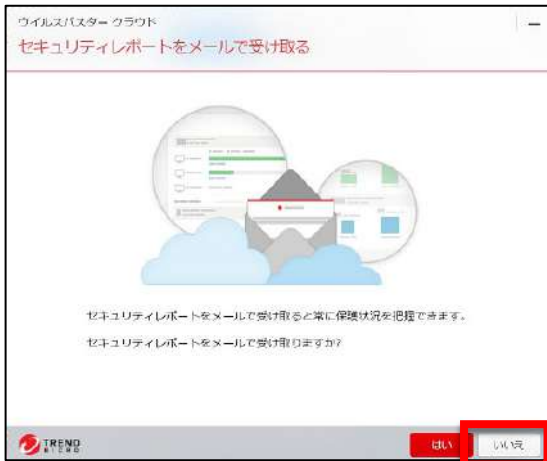 ウイルスバスター クラウド
セキュリティレポートをメールで受け取る
セキュリティレポートをメールで受け取ると常に保護状況を把握できます。
セキュリティレポートをメールで受け取りますか?
TREND
MICRO
はい
いいえ